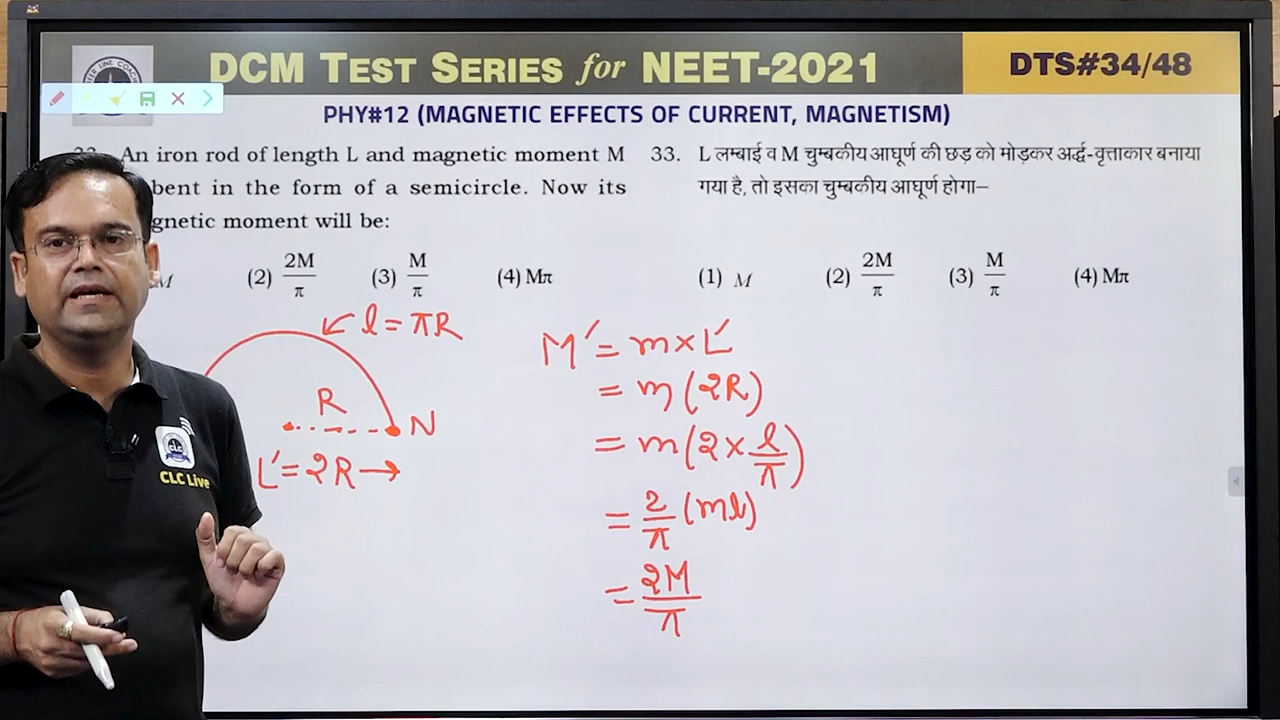 DCM TEST SERIES for NEET-2021
DTS#34/48
PHY#12 (MAGNETIC EFFECTS OF CURRENT, MAGNETISM)
An iron rod of length L and magnetic moment M
bent in the form of a semicircle. Now its
gnetic moment will be:
M (2) 2M/π (3) M/π (4) Mπ
33. L लम्बाई व M चुम्बकीय आघूर्ण की छड़ को मोड़कर अर्द्ध-वृत्ताकार बनाया
गया है, तो इसका चुम्बकीय आघूर्ण होगा–
(1) M (2) 2M/π (3) M/π (4) Mπ
l = πR
R
N
L' = 2R →
M' = m × L'
= m (2R)
= m (2 × l/π)
= 2/π (ml)
= 2M/π
CLC
CLC Live